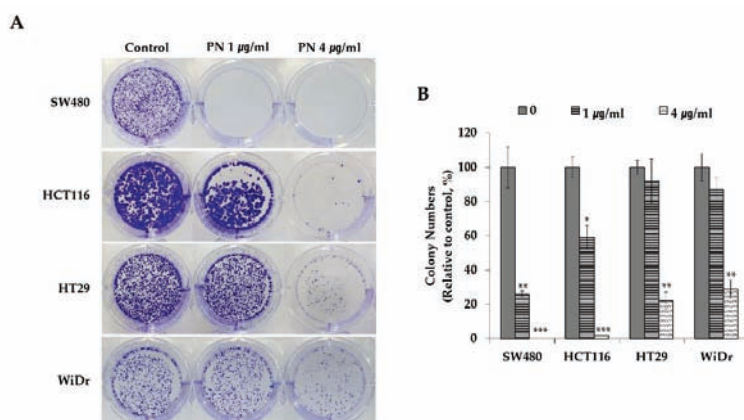 A
Control PN 1 µg/ml PN 4 µg/ml
SW480
HCT116
HT29
WiDr
B
0 1 µg/ml 4 µg/ml
Colony Numbers
(Relative to control, %)
120
100
80
60
40
20
0
**
***
*
***
**
**
SW480 HCT116 HT29 WiDr